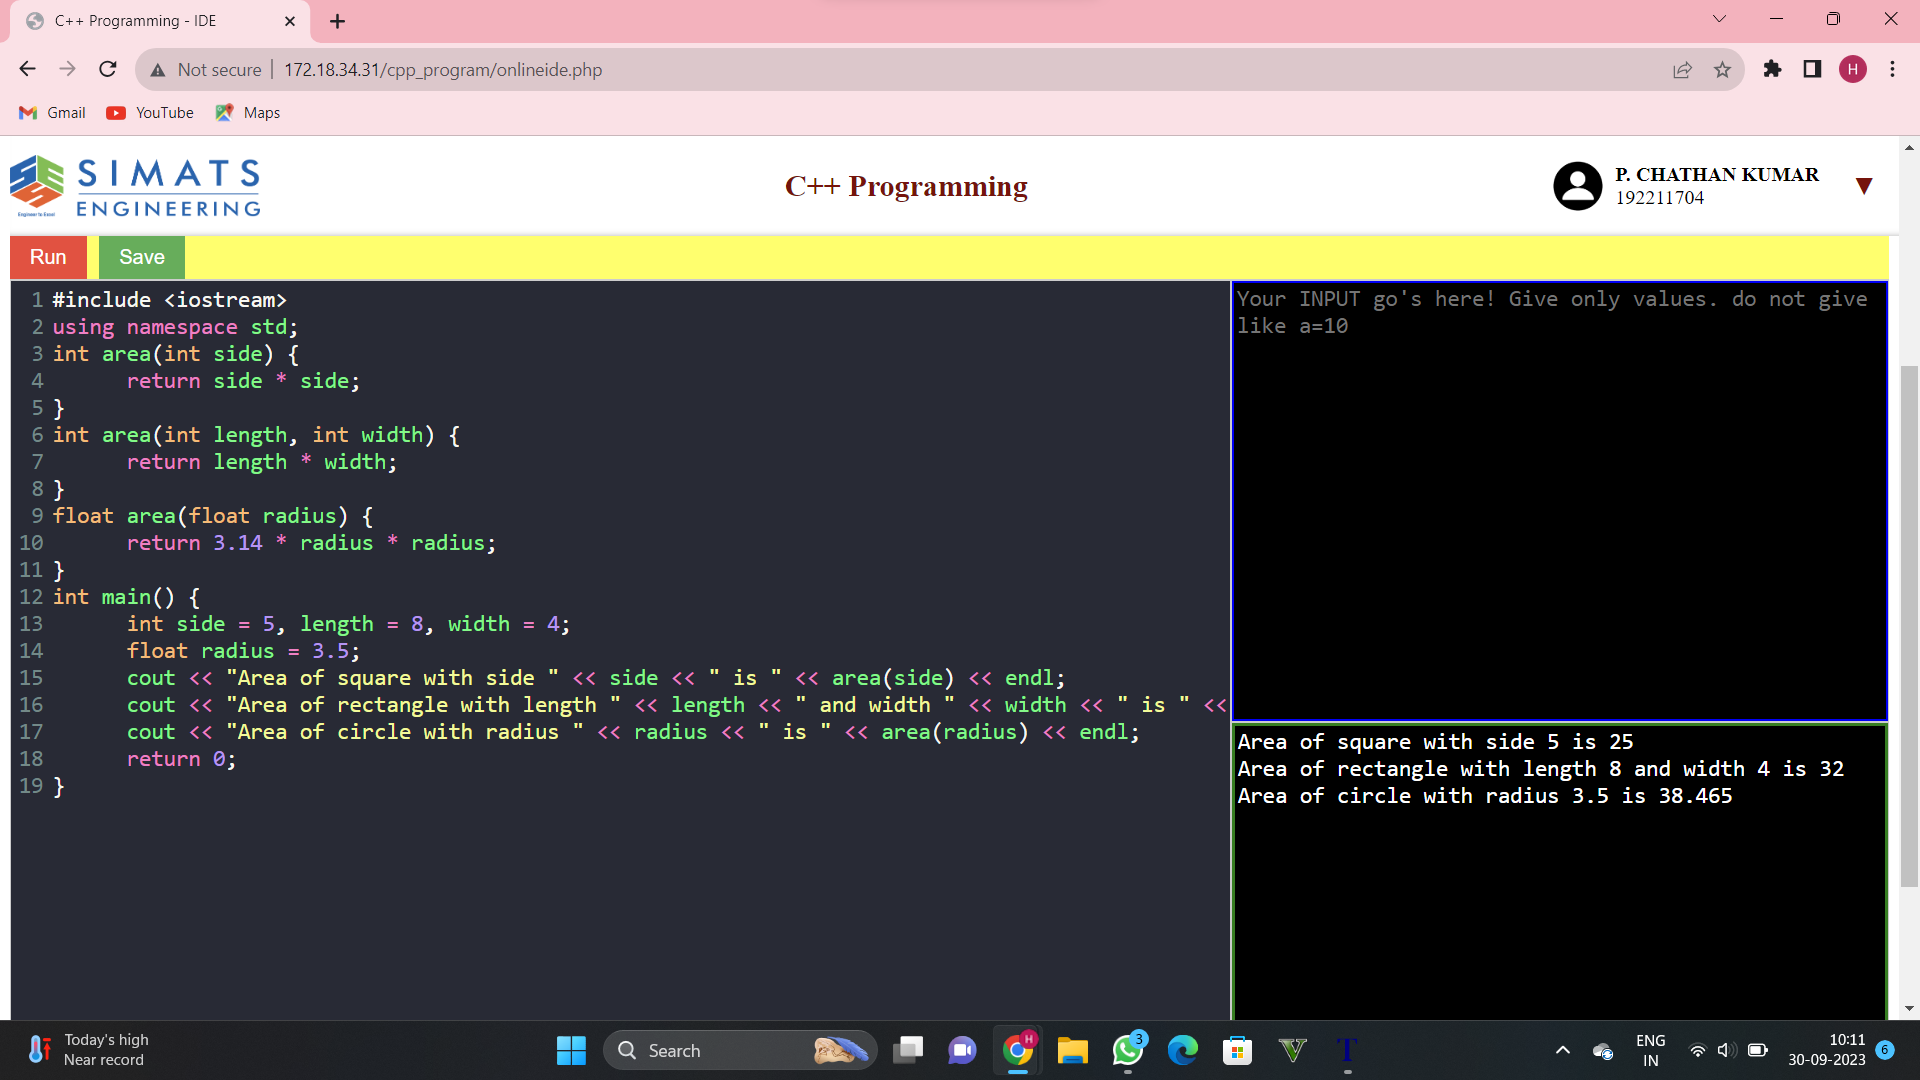 C++ Programming - IDE
Not secure | 172.18.34.31/cpp_program/onlineide.php
H
Gmail YouTube Maps
SIMATS
ENGINEERING
Engineer to Excel
C++ Programming
P. CHATHAN KUMAR
192211704
Run Save
1 #include <iostream>
2 using namespace std;
3 int area(int side) {
4 return side * side;
5 }
6 int area(int length, int width) {
7 return length * width;
8 }
9 float area(float radius) {
10 return 3.14 * radius * radius;
11 }
12 int main() {
13 int side = 5, length = 8, width = 4;
14 float radius = 3.5;
15 cout << "Area of square with side " << side << " is " << area(side) << endl;
16 cout << "Area of rectangle with length " << length << " and width " << width << " is " <<
17 cout << "Area of circle with radius " << radius << " is " << area(radius) << endl;
18 return 0;
19 }
Your INPUT go's here! Give only values. do not give
like a=10
Area of square with side 5 is 25
Area of rectangle with length 8 and width 4 is 32
Area of circle with radius 3.5 is 38.465
Today's high
Near record
Search
H
3
V
T
ENG
IN
10:11
30-09-2023
6